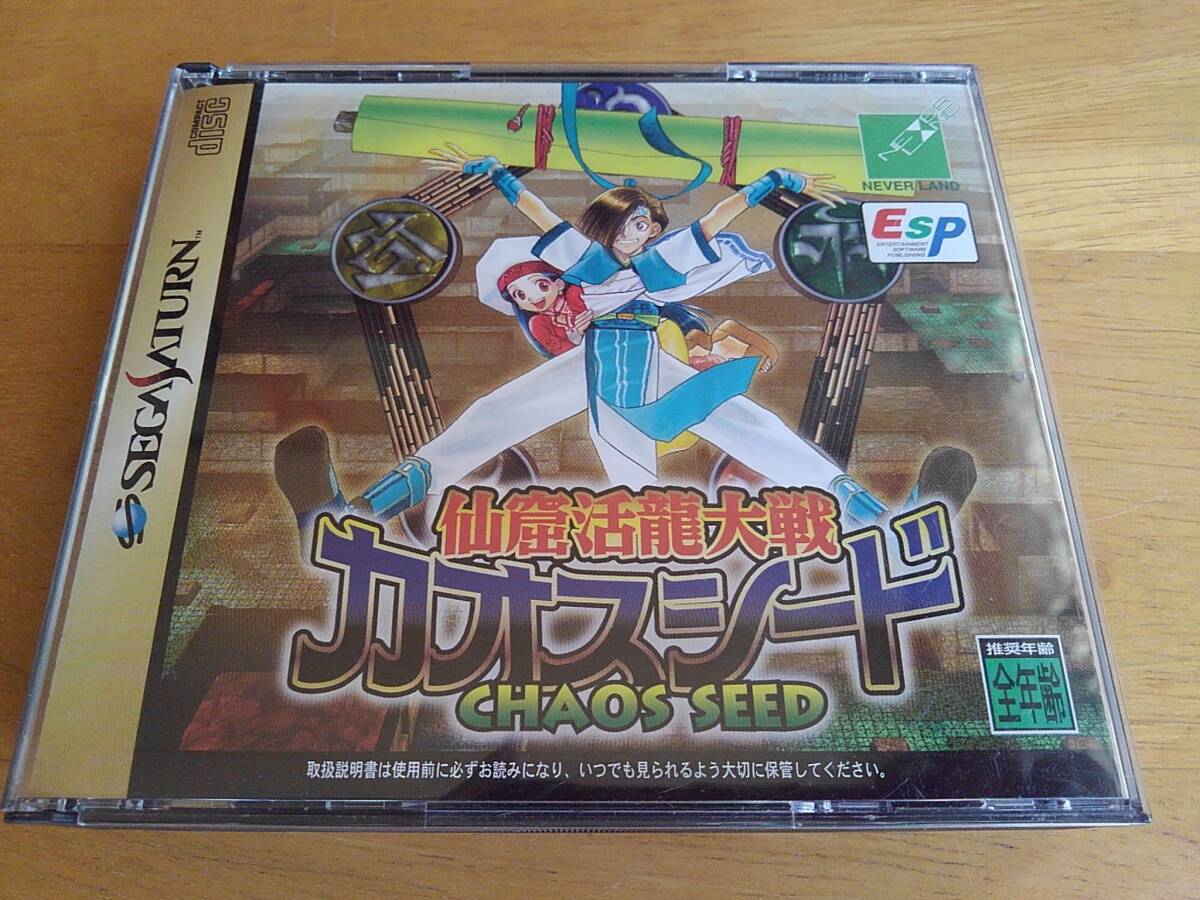 COMPACT
disc
SEGA SATURN™
NEVERLAND
NEVER LAND
ESP
ENTERTAINMENT
SOFTWARE
PUBLISHING
仙窟活龍大戦
カオスシード
CHAOS SEED
推奨年齢
全年齢
取扱説明書は使用前に必ずお読みになり、いつでも見られるよう大切に保管してください。